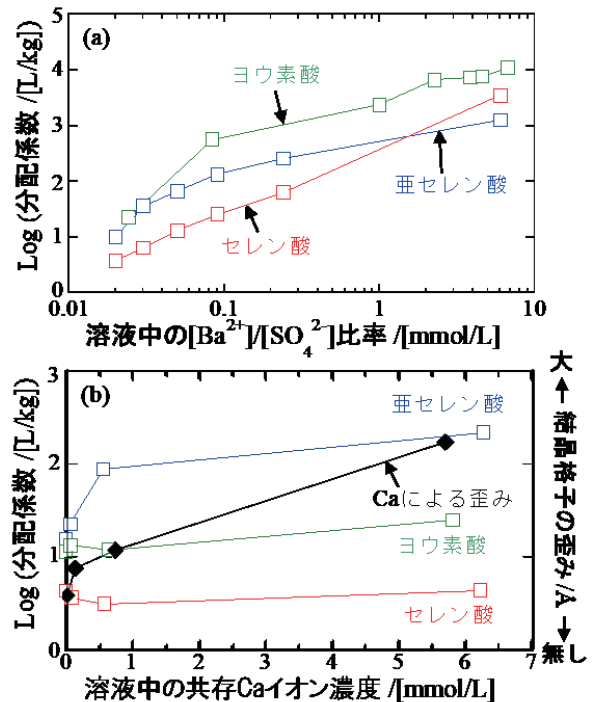 (a)
Log (分配係数 /[L/kg])
5
4
3
2
1
0
ヨウ素酸
亜セレン酸
セレン酸
0.01
0.1
1
10
溶液中の[Ba2+]/[SO42-]比率 /[mmol/L]
(b)
Log (分配係数 /[L/kg])
3
2
1
0
亜セレン酸
Caによる歪み
ヨウ素酸
セレン酸
0
1
2
3
4
5
6
7
溶液中の共存Caイオン濃度 /[mmol/L]
大←結晶格子の歪み /Å→無し